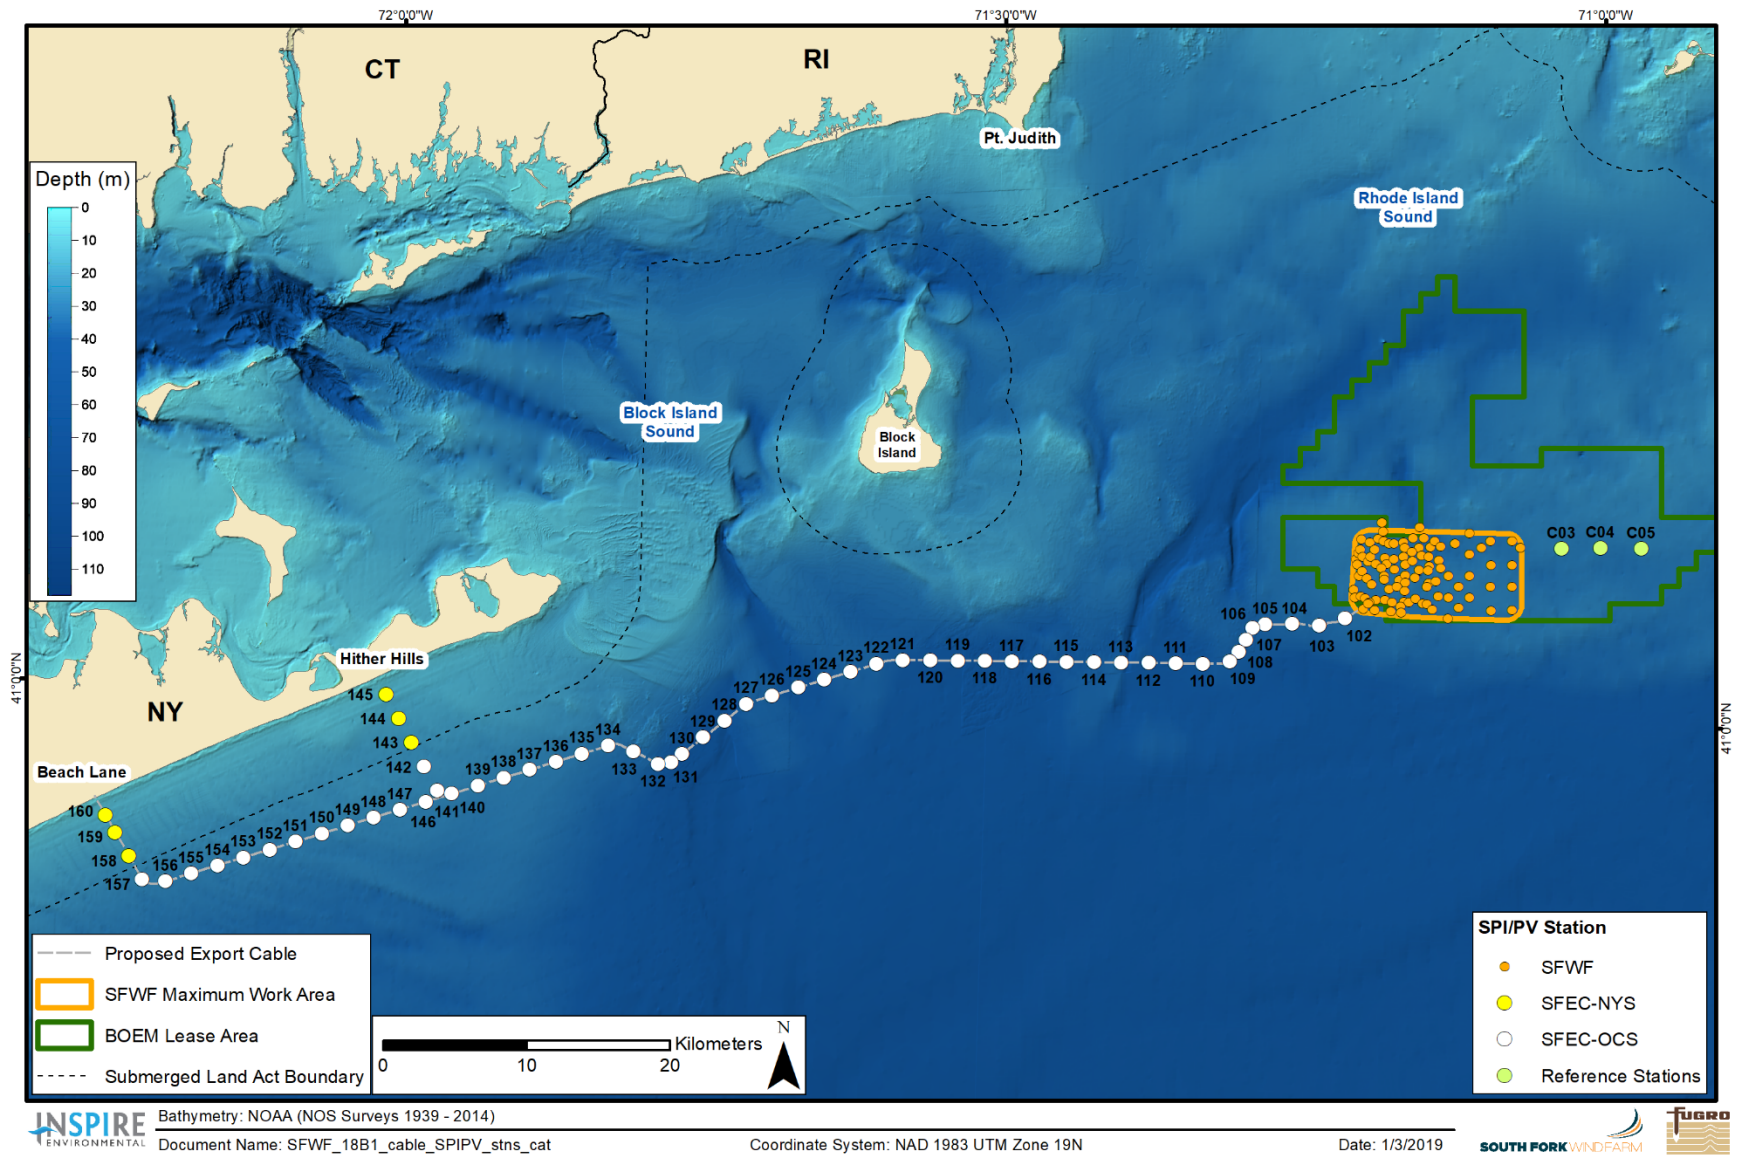 72°0'0"W
71°30'0"W
71°0'0"W
CT
RI
Pt. Judith
Depth (m)
0
10
20
30
40
50
60
70
80
90
100
110
Rhode Island
Sound
Block Island
Sound
Block
Island
C03
C04
C05
106
105
104
102
103
107
108
109
122
121
119
117
115
113
111
120
118
116
114
112
110
123
124
125
126
127
128
129
130
131
132
133
134
135
136
137
138
139
140
141
146
147
148
149
150
151
152
153
154
155
156
157
Hither Hills
145
144
143
142
41°0'0"N
41°0'0"N
NY
Beach Lane
160
159
158
Proposed Export Cable
SFWF Maximum Work Area
BOEM Lease Area
Submerged Land Act Boundary
Kilometers
0
10
20
N
SPI/PV Station
SFWF
SFEC-NYS
SFEC-OCS
Reference Stations
INSPIRE
ENVIRONMENTAL
Bathymetry: NOAA (NOS Surveys 1939 - 2014)
Document Name: SFWF_18B1_cable_SPIPV_stns_cat
Coordinate System: NAD 1983 UTM Zone 19N
Date: 1/3/2019
SOUTH FORK WINDFARM
FUGRO